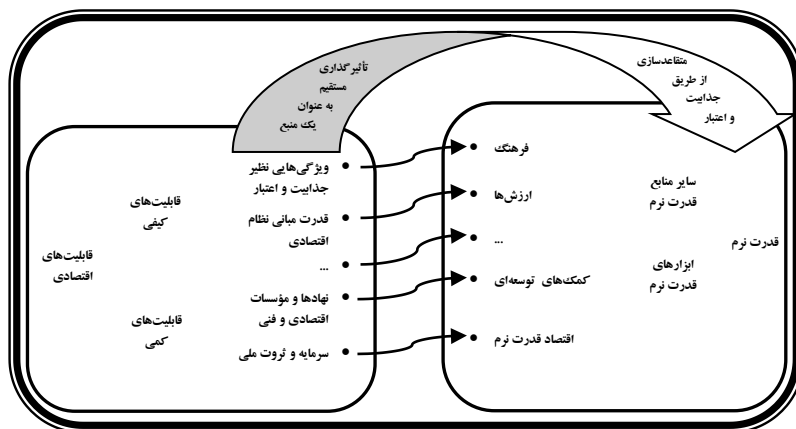 تأثیرگذاری
مستقیم
به عنوان
یک منبع
متقاعدسازی
از طریق
جذابیت
و اعتبار
قدرت نرم
سایر منابع
قدرت نرم
ابزارهای
قدرت نرم
• فرهنگ
• ارزش‌ها
• ...
• کمک‌های توسعه‌ای
• اقتصاد قدرت نرم
• ویژگی‌هایی نظیر
جذابیت و اعتبار
• قدرت مبانی نظام
اقتصادی
• ...
• نهادها و مؤسسات
اقتصادی و فنی
• سرمایه و ثروت ملی
قابلیت‌های
کیفی
قابلیت‌های
کمی
قابلیت‌های
اقتصادی